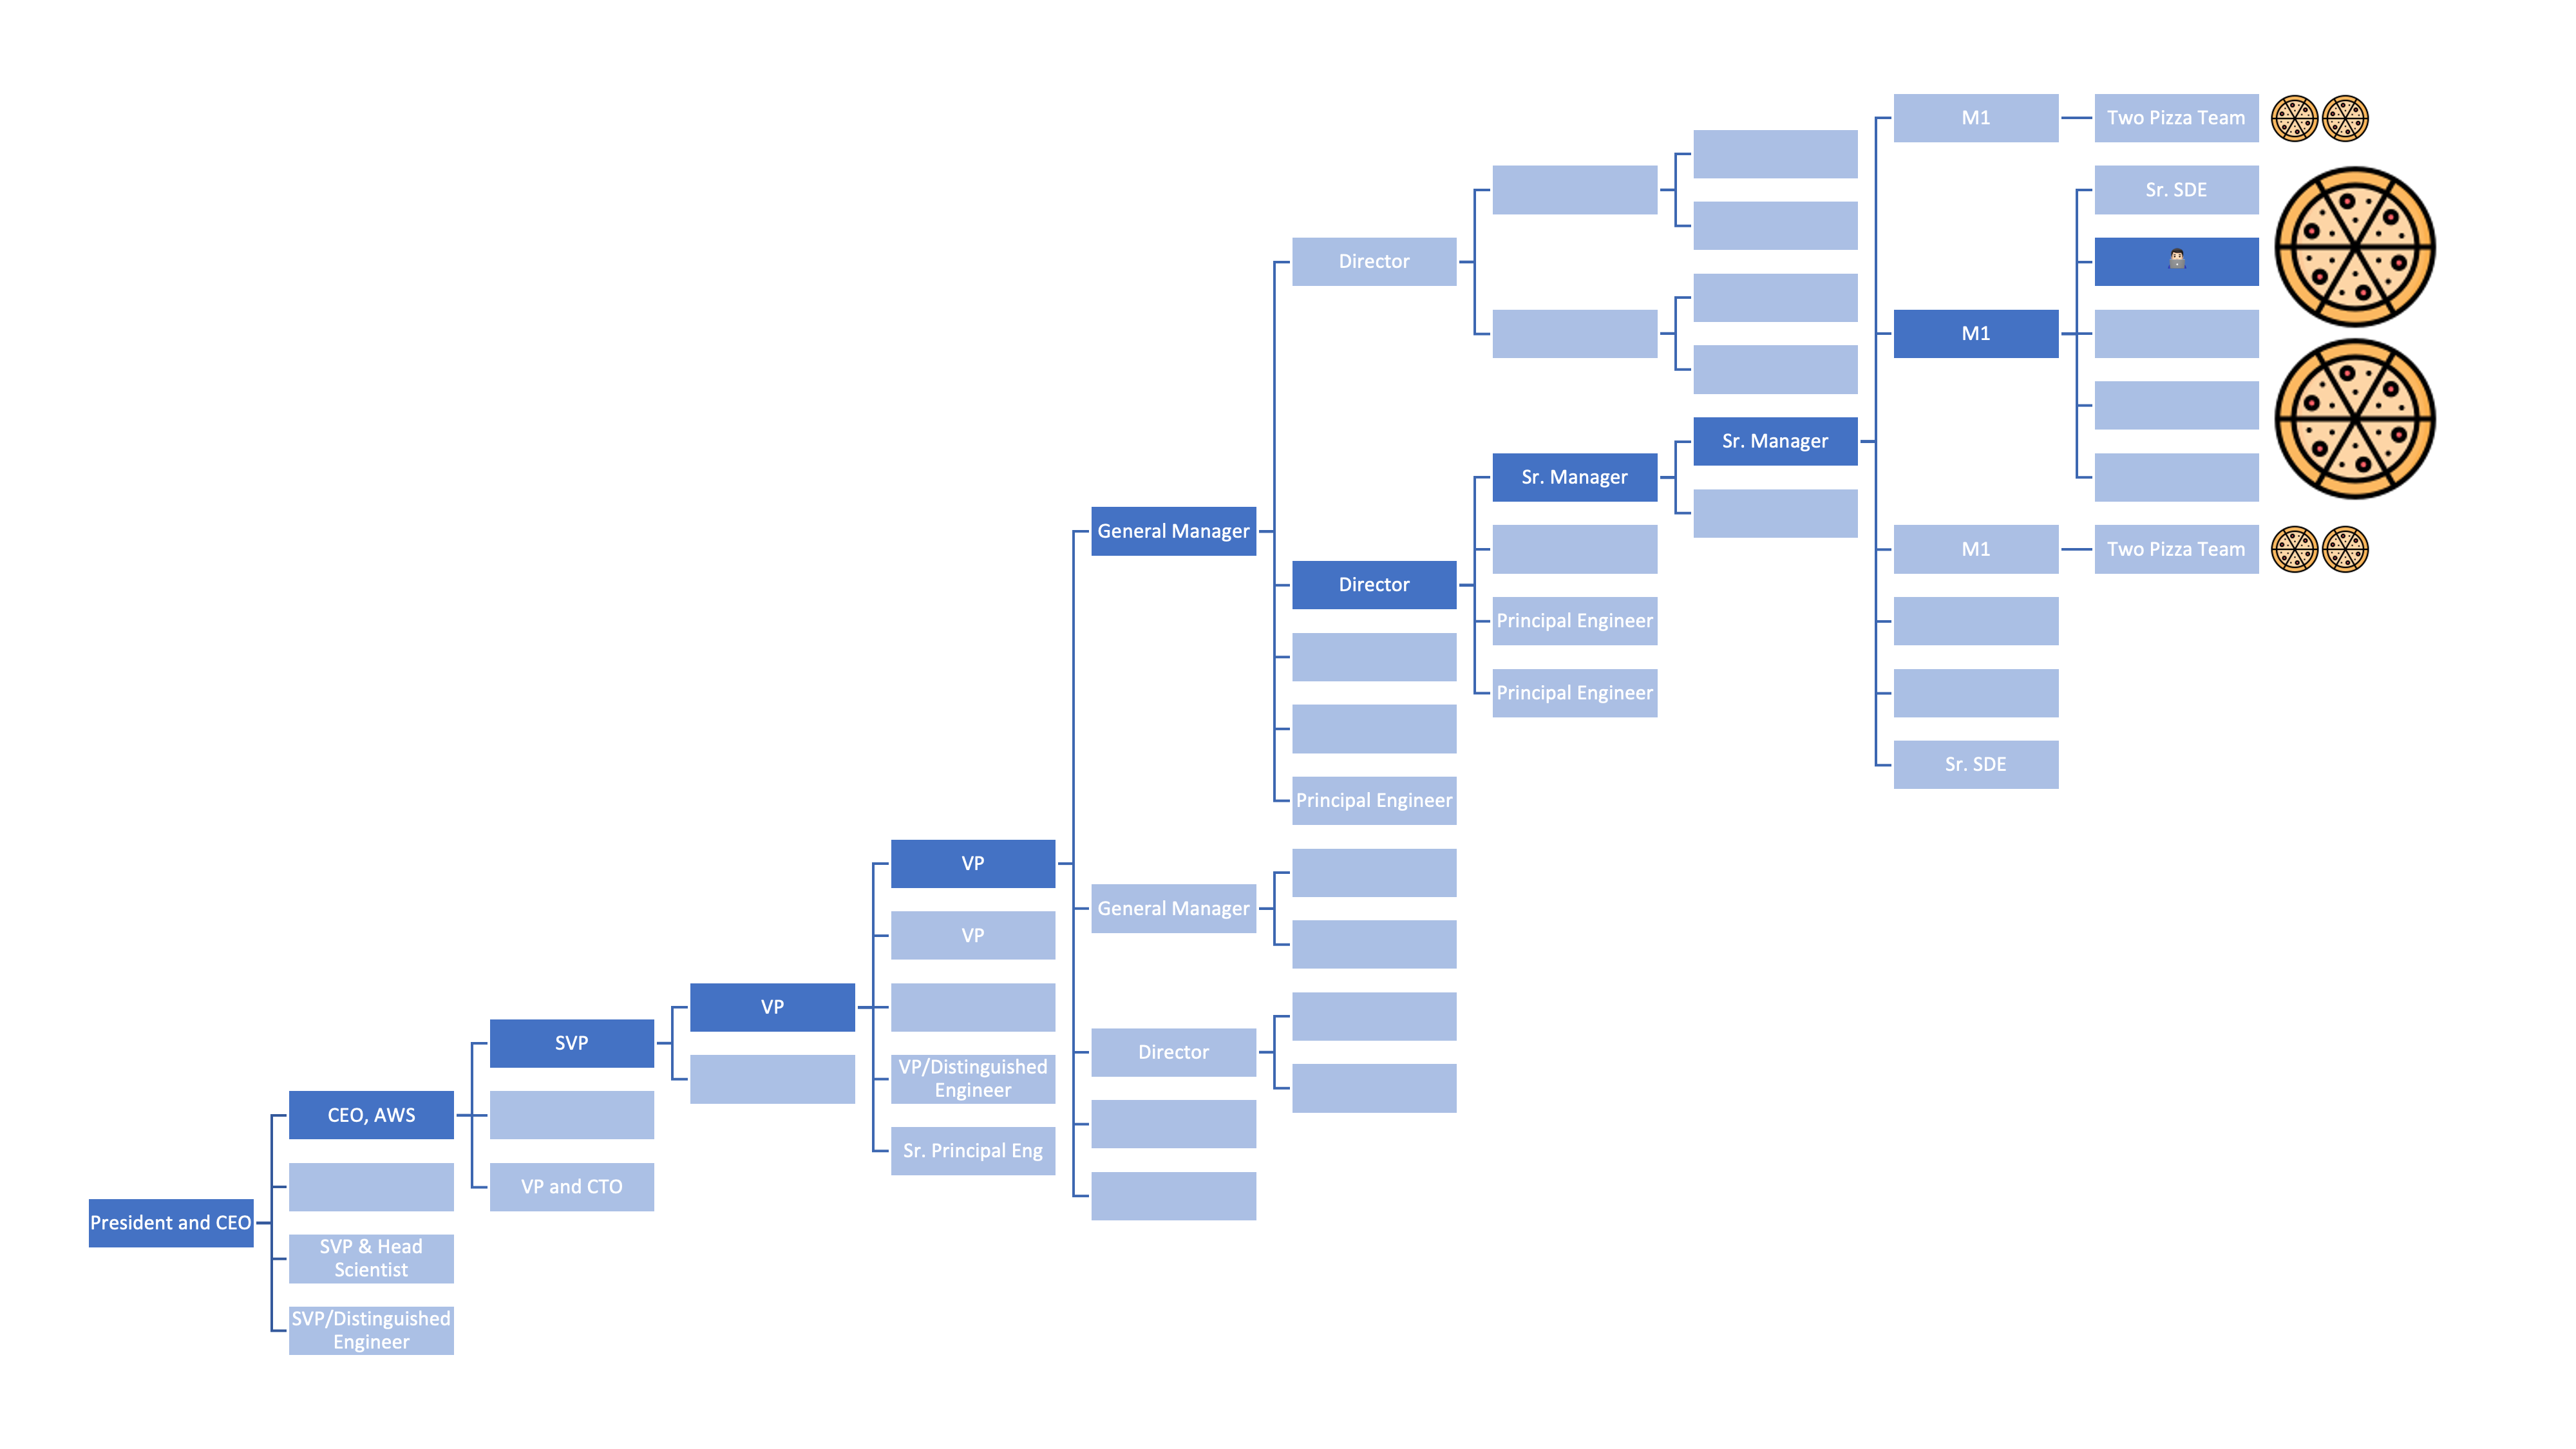 M1
Two Pizza Team
Sr. SDE
Director
M1
Sr. Manager
Sr. Manager
General Manager
M1
Two Pizza Team
Director
Principal Engineer
Principal Engineer
Sr. SDE
Principal Engineer
VP
General Manager
VP
VP
SVP
Director
VP/Distinguished
Engineer
CEO, AWS
Sr. Principal Eng
VP and CTO
President and CEO
SVP & Head
Scientist
SVP/Distinguished
Engineer